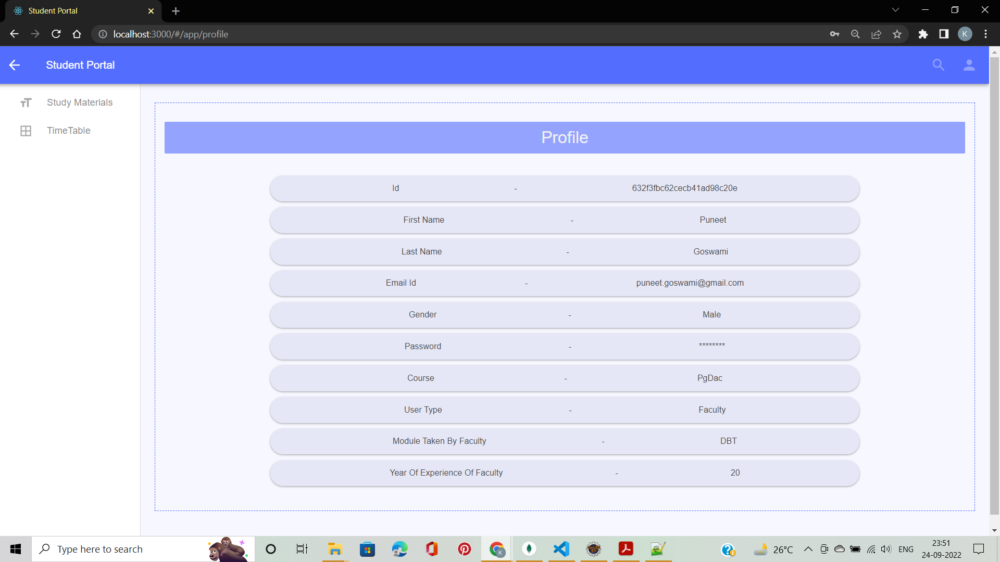 Student Portal
localhost:3000/#/app/profile
K
Student Portal
Study Materials
TimeTable
Profile
Id - 632f3fbc62cecb41ad98c20e
First Name - Puneet
Last Name - Goswami
Email Id - puneet.goswami@gmail.com
Gender - Male
Password - ********
Course - PgDac
User Type - Faculty
Module Taken By Faculty - DBT
Year Of Experience Of Faculty - 20
Type here to search
K
26°C
ENG
23:51
24-09-2022